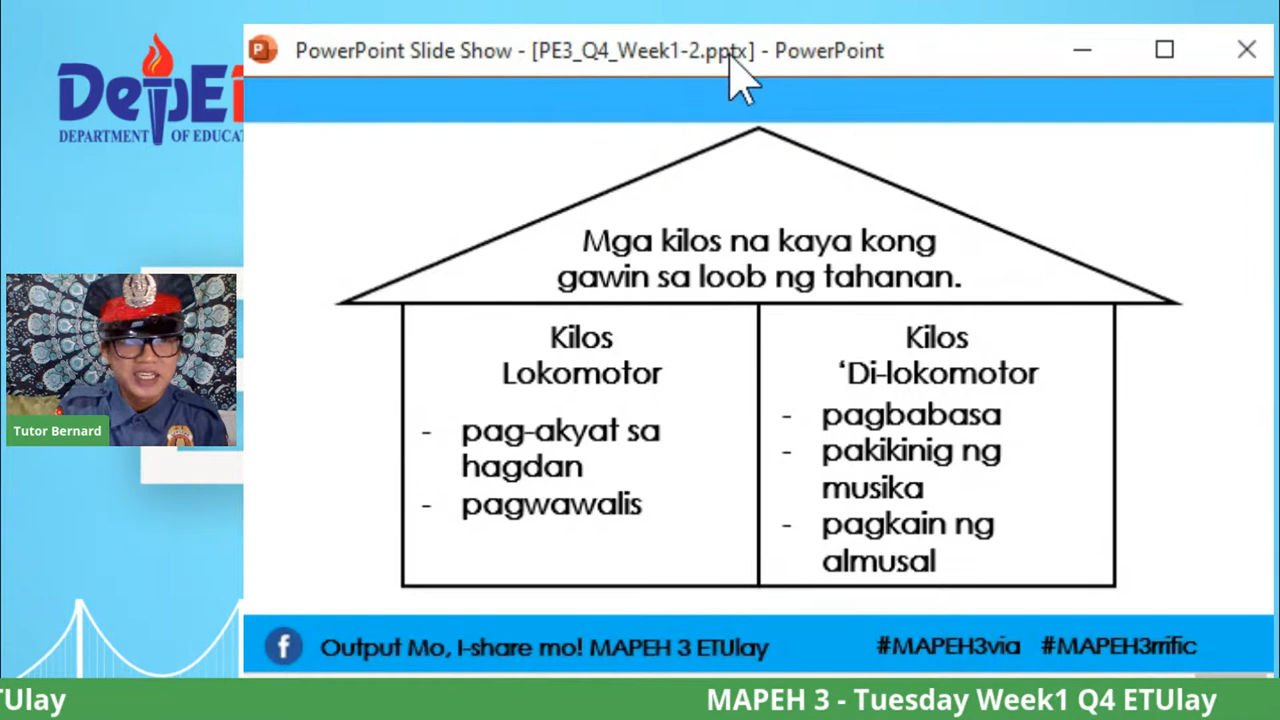 PowerPoint Slide Show - [PE3_Q4_Week1-2.pptx] - PowerPoint
DepE
DEPARTMENT OF EDUCA
Mga kilos na kaya kong
gawin sa loob ng tahanan.
Kilos
Lokomotor
- pag-akyat sa
hagdan
- pagwawalis
Kilos
‘Di-lokomotor
- pagbabasa
- pakikinig ng
musika
- pagkain ng
almusal
Tutor Bernard
Output Mo, I-share mo! MAPEH 3 ETUlay
#MAPEH3via #MAPEH3rrific
ETUlay
MAPEH 3 - Tuesday Week1 Q4 ETUlay